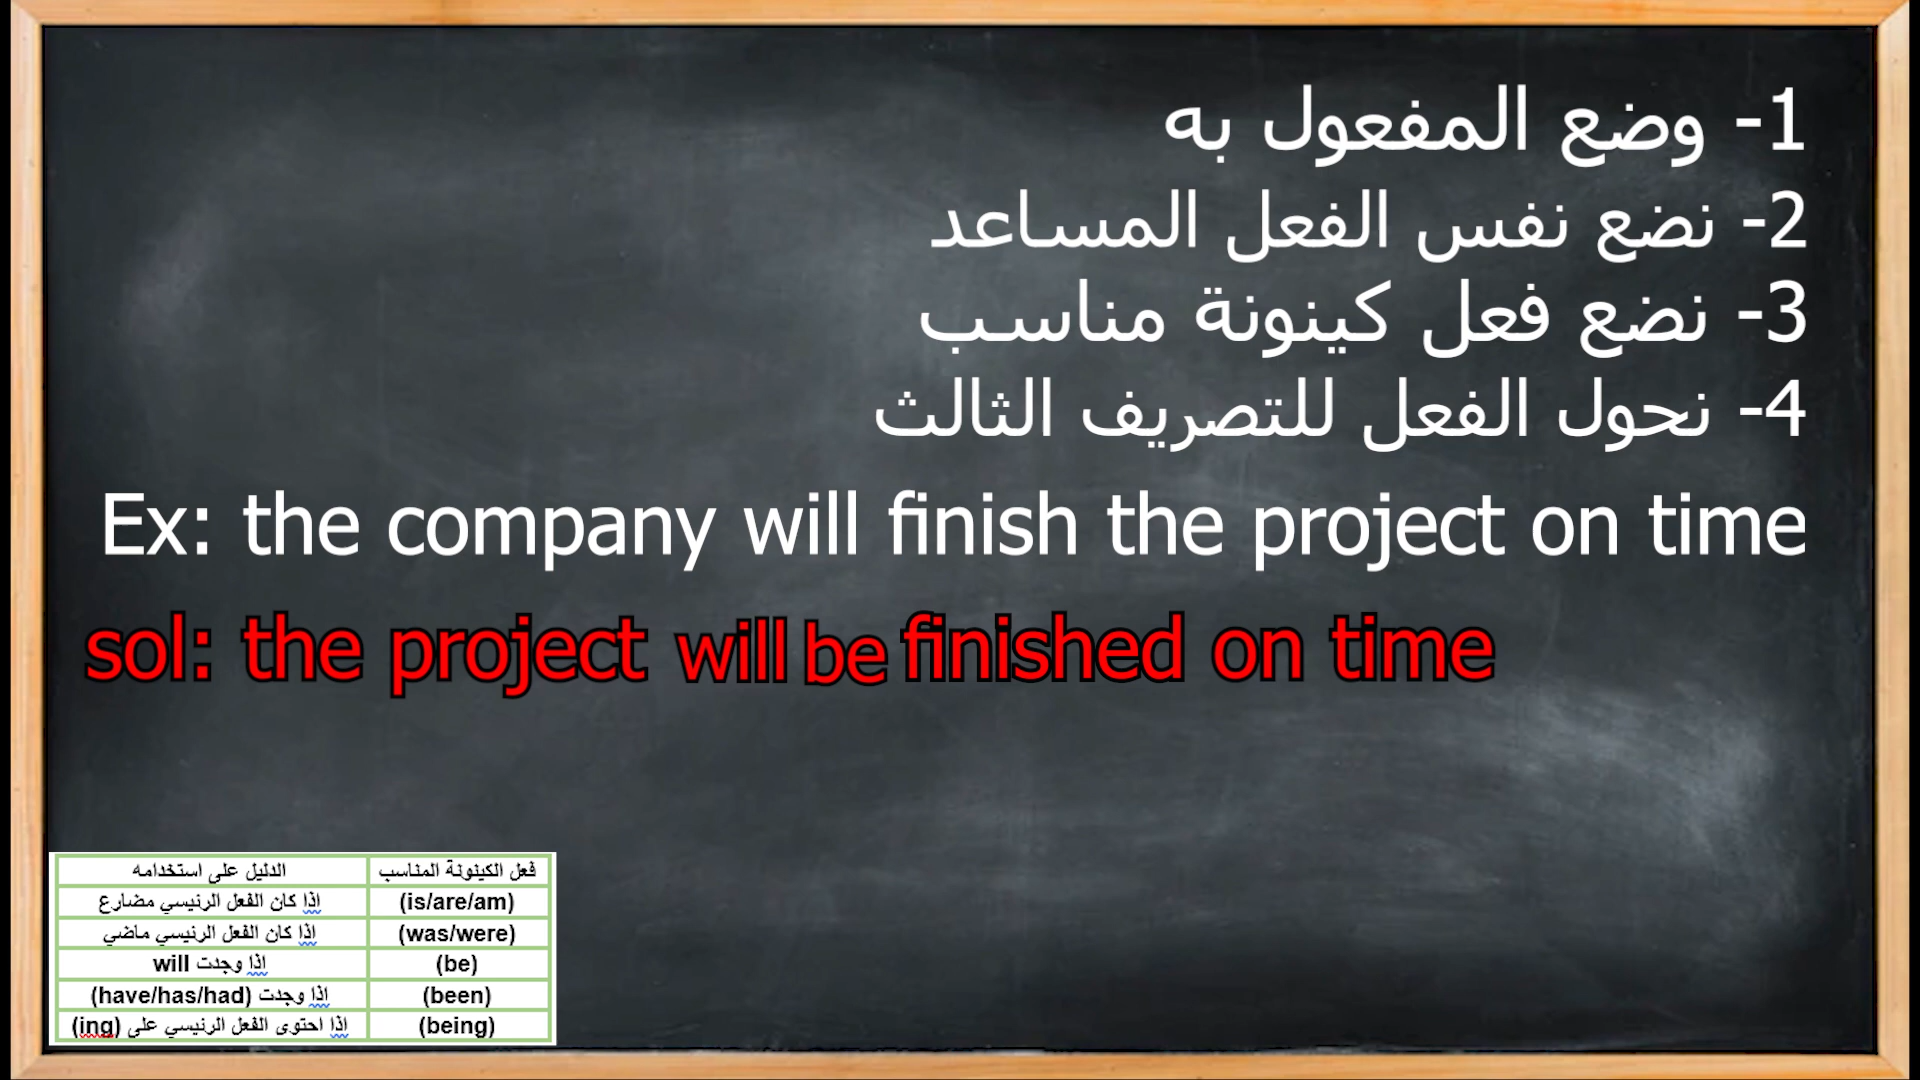 1- وضع المفعول به
2- نضع نفس الفعل المساعد
3- نضع فعل كينونة مناسب
4- نحول الفعل للتصريف الثالث
Ex: the company will finish the project on time
sol: the project will be finished on time
فعل الكينونة المناسب الدليل على استخدامه
(is/are/am) اذا كان الفعل الرئيسي مضارع
(was/were) اذا كان الفعل الرئيسي ماضي
(be) اذا وجدت will
(been) اذا وجدت (have/has/had)
(being) اذا احتوى الفعل الرئيسي على (ing)